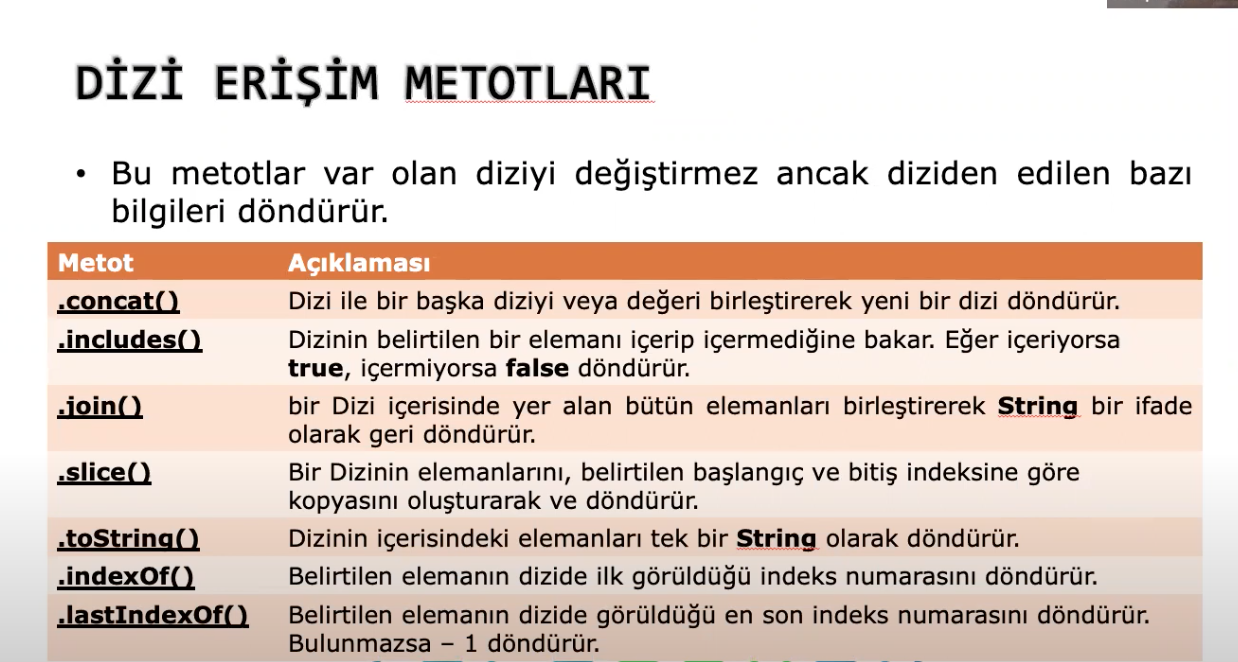 DİZİ ERİŞİM METOTLARI
• Bu metotlar var olan diziyi değiştirmez ancak diziden edilen bazı
bilgileri döndürür.
Metot Açıklaması
.concat() Dizi ile bir başka diziyi veya değeri birleştirerek yeni bir dizi döndürür.
.includes() Dizinin belirtilen bir elemanı içerip içermediğine bakar. Eğer içeriyorsa
true, içermiyorsa false döndürür.
.join() bir Dizi içerisinde yer alan bütün elemanları birleştirerek String bir ifade
olarak geri döndürür.
.slice() Bir Dizinin elemanlarını, belirtilen başlangıç ve bitiş indeksine göre
kopyasını oluşturarak ve döndürür.
.toString() Dizinin içerisindeki elemanları tek bir String olarak döndürür.
.indexOf() Belirtilen elemanın dizide ilk görüldüğü indeks numarasını döndürür.
.lastIndexOf() Belirtilen elemanın dizide görüldüğü en son indeks numarasını döndürür.
Bulunmazsa – 1 döndürür.